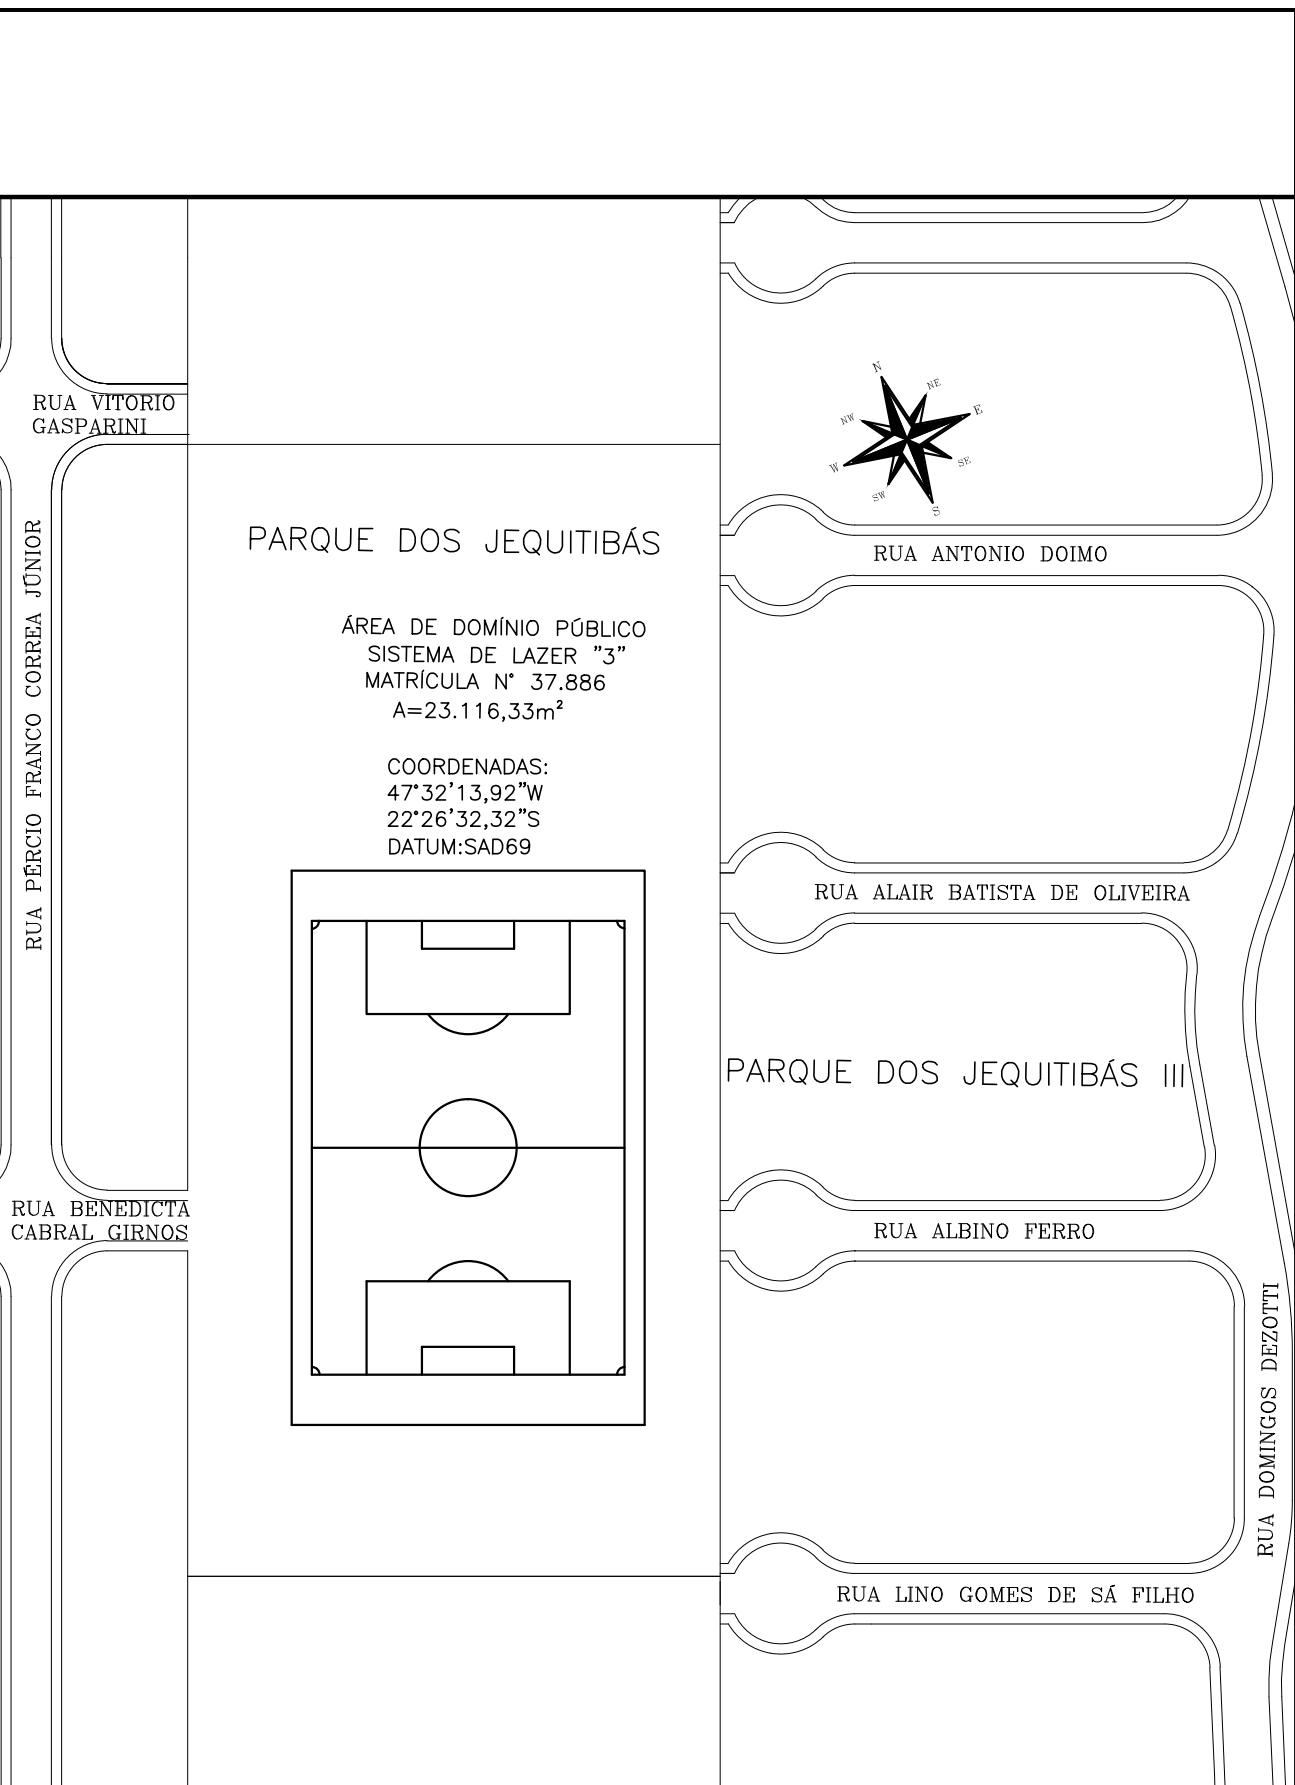 RUA VITORIO
GASPARINI
RUA PÉRCIO FRANCO CORREA JÚNIOR
RUA BENEDICTA
CABRAL GIRNOS
PARQUE DOS JEQUITIBÁS
ÁREA DE DOMÍNIO PÚBLICO
SISTEMA DE LAZER "3"
MATRÍCULA N° 37.886
A=23.116,33m²
COORDENADAS:
47°32'13,92"W
22°26'32,32"S
DATUM:SAD69
N
NE
E
SE
S
SW
W
NW
RUA ANTONIO DOIMO
RUA ALAIR BATISTA DE OLIVEIRA
PARQUE DOS JEQUITIBÁS III
RUA ALBINO FERRO
RUA DOMINGOS DEZOTTI
RUA LINO GOMES DE SÁ FILHO